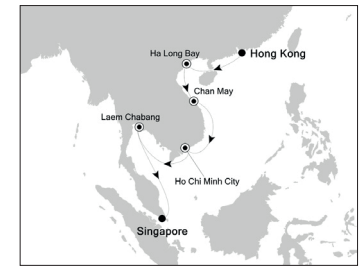 Ha Long Bay
Hong Kong
Chan May
Laem Chabang
Ho Chi Minh City
Singapore